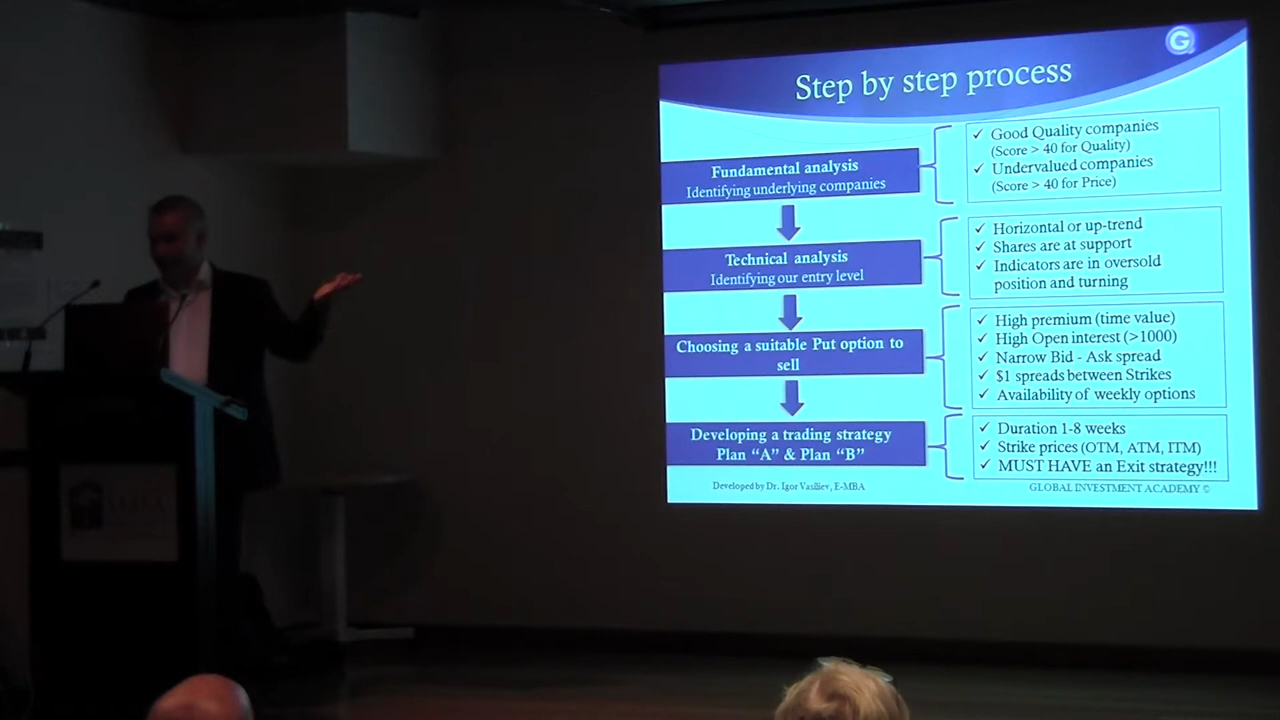 G
Step by step process
Fundamental analysis
Identifying underlying companies
✓ Good Quality companies
(Score > 40 for Quality)
✓ Undervalued companies
(Score > 40 for Price)
Technical analysis
Identifying our entry level
✓ Horizontal or up-trend
✓ Shares are at support
✓ Indicators are in oversold
position and turning
Choosing a suitable Put option to
sell
✓ High premium (time value)
✓ High Open interest (>1000)
✓ Narrow Bid - Ask spread
✓ $1 spreads between Strikes
✓ Availability of weekly options
Developing a trading strategy
Plan “A” & Plan “B”
✓ Duration 1-8 weeks
✓ Strike prices (OTM, ATM, ITM)
✓ MUST HAVE an Exit strategy!!!
Developed by Dr. Igor Vasiliev, E-MBA
GLOBAL INVESTMENT ACADEMY ©